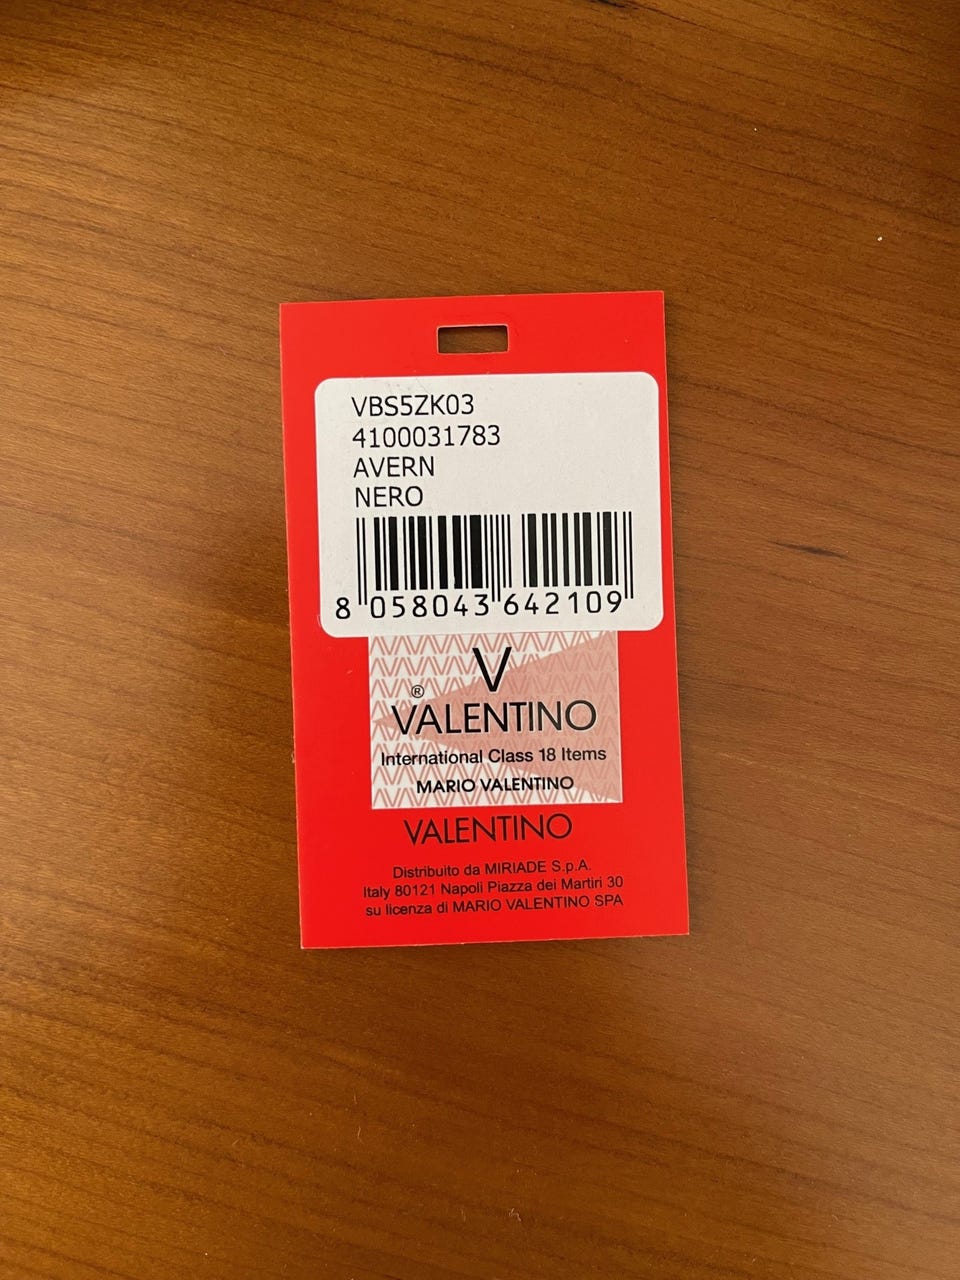 VBS5ZK03
4100031783
AVERN
NERO
8 058043 642109
V
® VALENTINO
International Class 18 Items
MARIO VALENTINO
VALENTINO
Distribuito da MIRIADE S.p.A.
Italy 80121 Napoli Piazza dei Martiri 30
su licenza di MARIO VALENTINO SPA